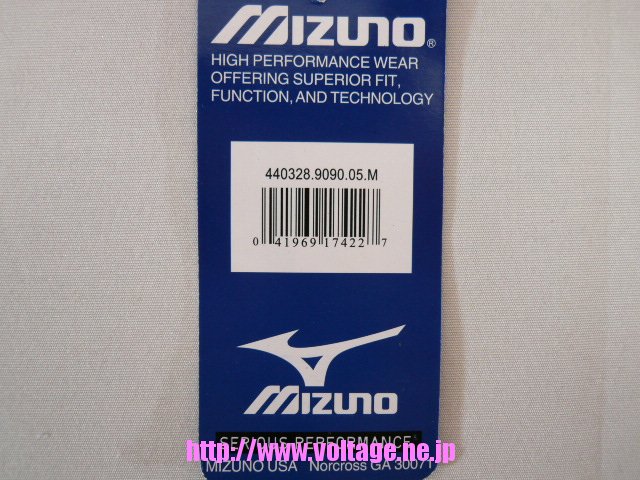 MIZUNO®
HIGH PERFORMANCE WEAR
OFFERING SUPERIOR FIT,
FUNCTION, AND TECHNOLOGY
440328.9090.05.M
0 41969 17422 7
MIZUNO
SERIOUS PERFORMANCE
http://www.voltage.ne.jp
MIZUNO USA Norcross GA 30071